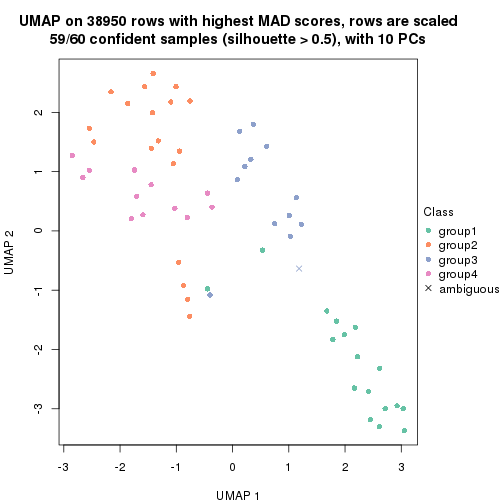 UMAP on 38950 rows with highest MAD scores, rows are scaled
59/60 confident samples (silhouette > 0.5), with 10 PCs
UMAP 2
2
1
0
-1
-2
-3
-3
-2
-1
0
1
2
3
UMAP 1
Class
group1
group2
group3
group4
ambiguous